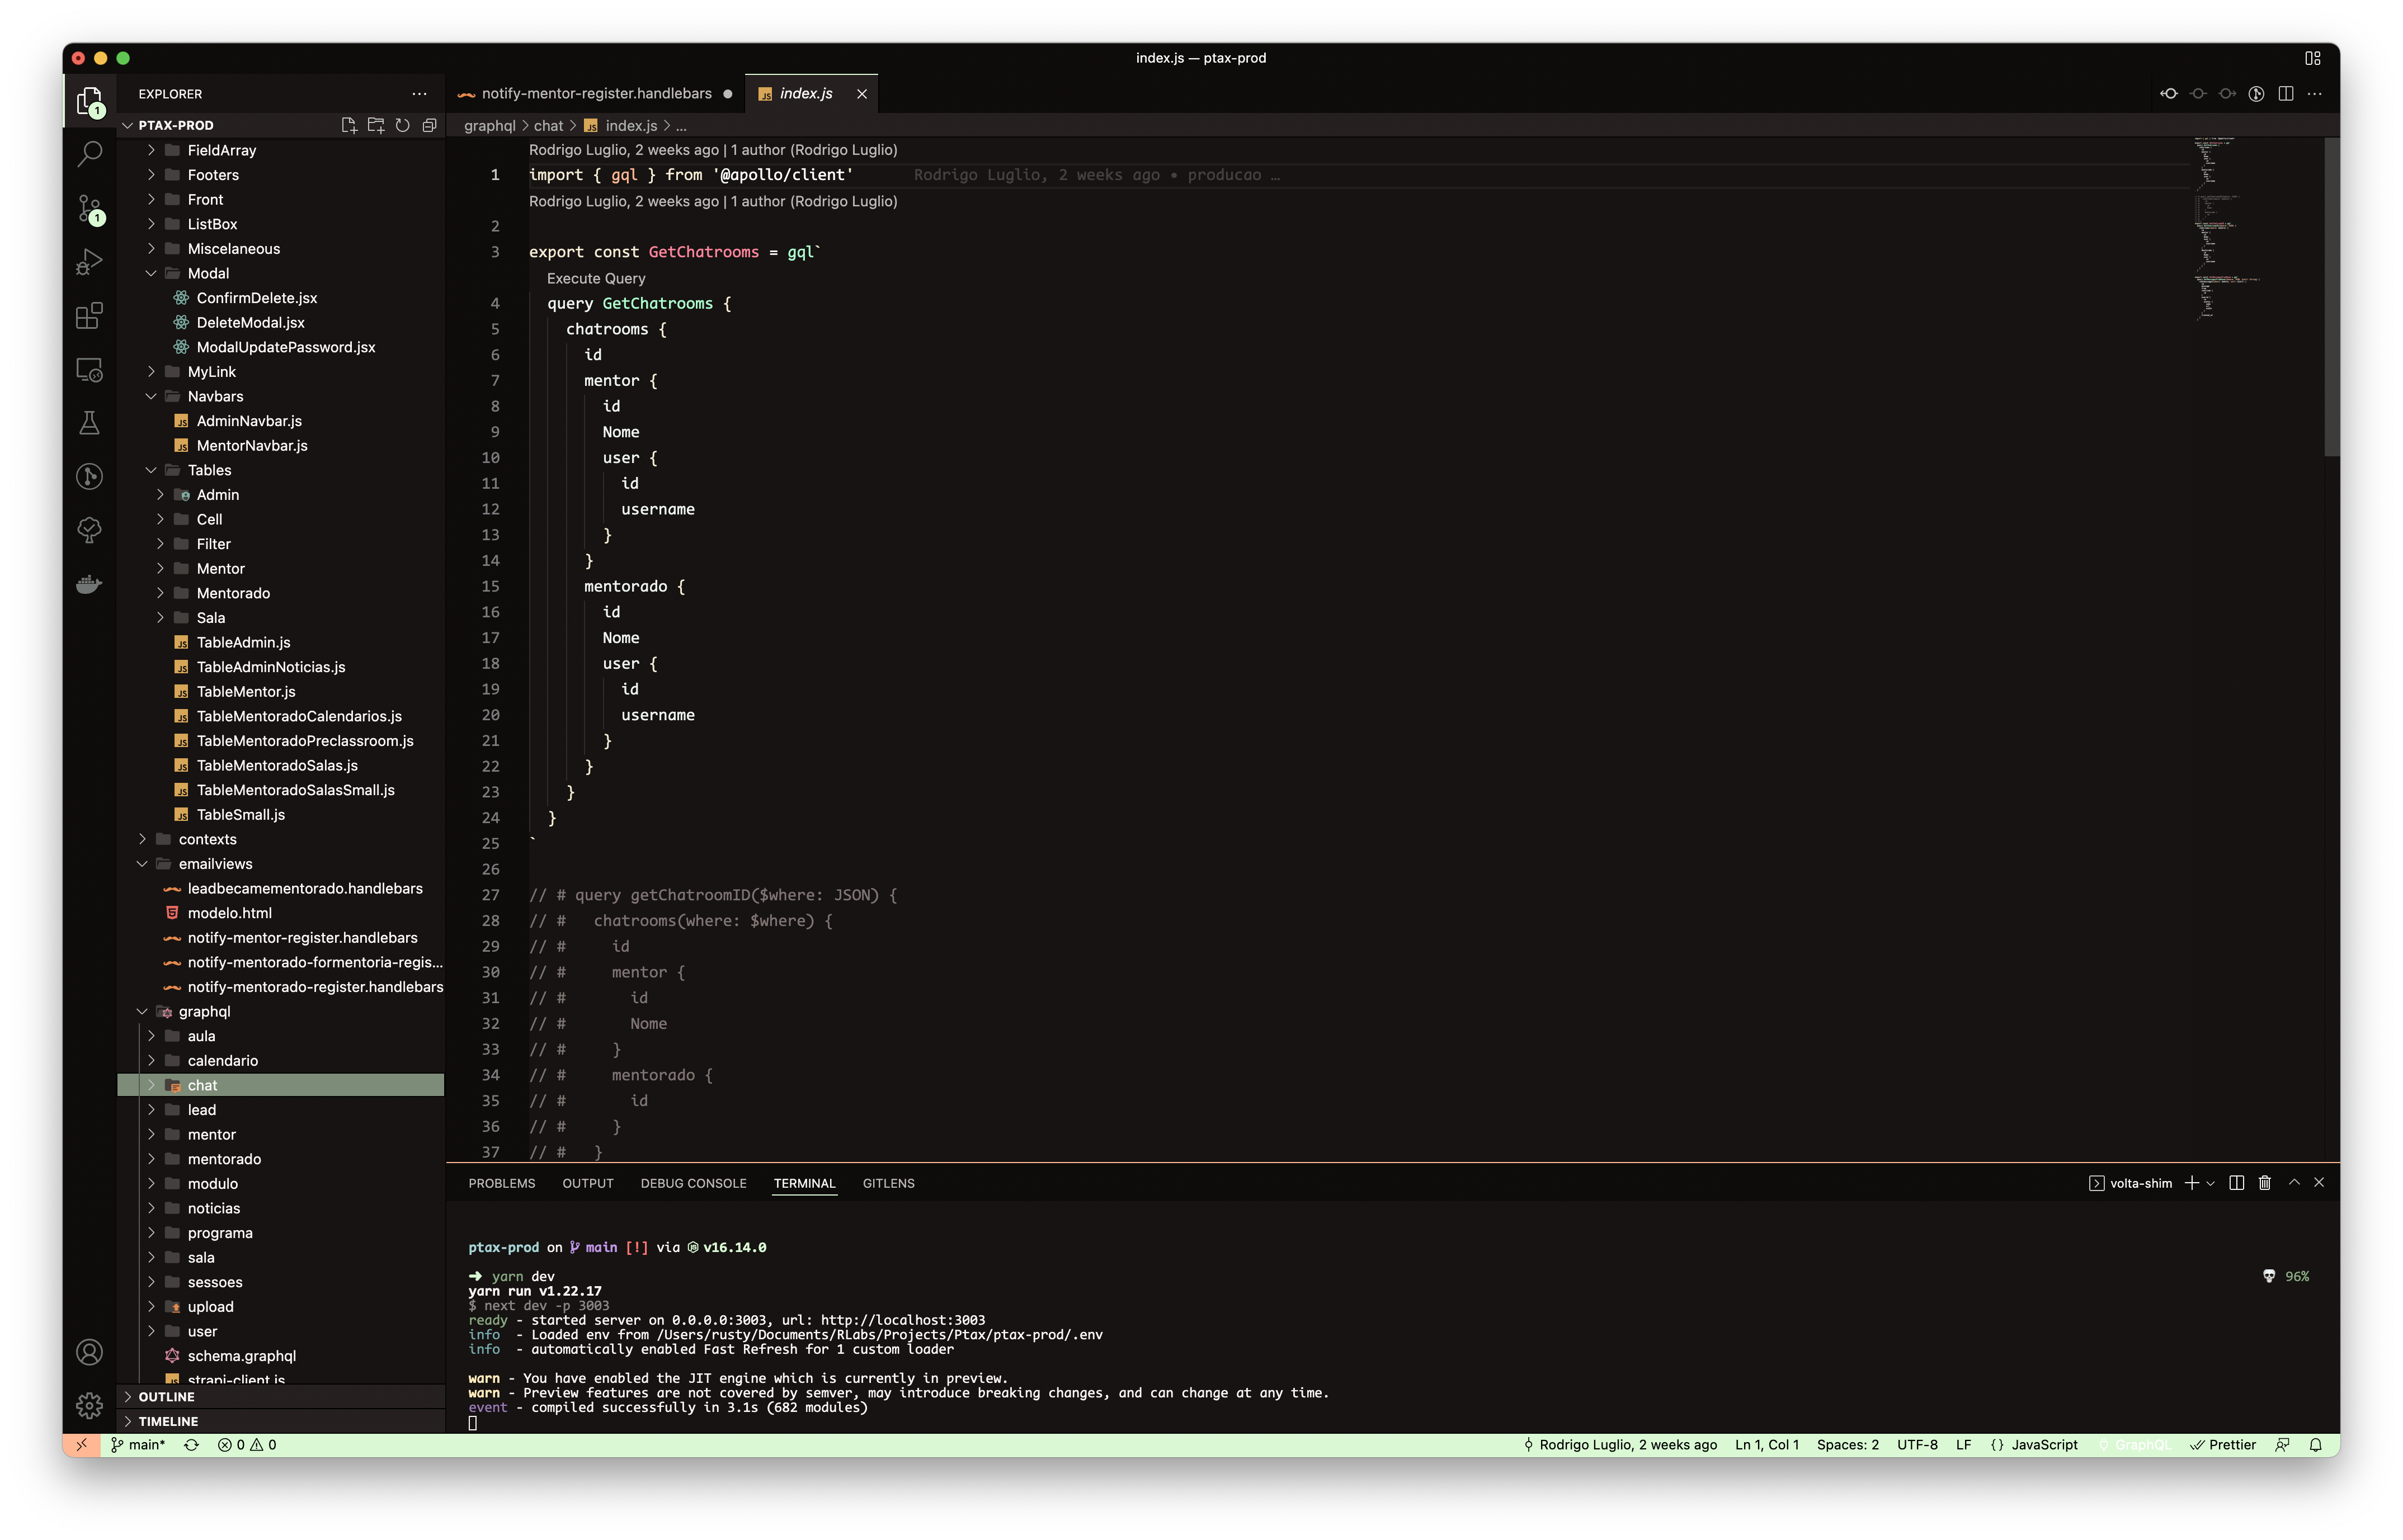 index.js — ptax-prod
EXPLORER
PTAX-PROD
FieldArray
Footers
Front
ListBox
Miscelaneous
Modal
ConfirmDelete.jsx
DeleteModal.jsx
ModalUpdatePassword.jsx
MyLink
Navbars
AdminNavbar.js
MentorNavbar.js
Tables
Admin
Cell
Filter
Mentor
Mentorado
Sala
TableAdmin.js
TableAdminNoticias.js
TableMentor.js
TableMentoradoCalendarios.js
TableMentoradoPreclassroom.js
TableMentoradoSalas.js
TableMentoradoSalasSmall.js
TableSmall.js
contexts
emailviews
leadbecamementorado.handlebars
modelo.html
notify-mentor-register.handlebars
notify-mentorado-formentoria-regis...
notify-mentorado-register.handlebars
graphql
aula
calendario
chat
lead
mentor
mentorado
modulo
noticias
programa
sala
sessoes
upload
user
schema.graphql
strapi-client.js
OUTLINE
TIMELINE
1
1
notify-mentor-register.handlebars
JS index.js
graphql > chat > JS index.js > ...
Rodrigo Luglio, 2 weeks ago | 1 author (Rodrigo Luglio)
1 import { gql } from '@apollo/client' Rodrigo Luglio, 2 weeks ago • producao …
Rodrigo Luglio, 2 weeks ago | 1 author (Rodrigo Luglio)
2
3 export const GetChatrooms = gql`
Execute Query
4 query GetChatrooms {
5 chatrooms {
6 id
7 mentor {
8 id
9 Nome
10 user {
11 id
12 username
13 }
14 }
15 mentorado {
16 id
17 Nome
18 user {
19 id
20 username
21 }
22 }
23 }
24 }
25 `
26
27 // # query getChatroomID($where: JSON) {
28 // # chatrooms(where: $where) {
29 // # id
30 // # mentor {
31 // # id
32 // # Nome
33 // # }
34 // # mentorado {
35 // # id
36 // # }
37 // # }
PROBLEMS OUTPUT DEBUG CONSOLE TERMINAL GITLENS
volta-shim
ptax-prod on main [!] via v16.14.0
➜ yarn dev
96%
yarn run v1.22.17
$ next dev -p 3003
ready - started server on 0.0.0.0:3003, url: http://localhost:3003
info - Loaded env from /Users/rusty/Documents/RLabs/Projects/Ptax/ptax-prod/.env
info - automatically enabled Fast Refresh for 1 custom loader
warn - You have enabled the JIT engine which is currently in preview.
warn - Preview features are not covered by semver, may introduce breaking changes, and can change at any time.
event - compiled successfully in 3.1s (682 modules)
main* 0 0 Rodrigo Luglio, 2 weeks ago Ln 1, Col 1 Spaces: 2 UTF-8 LF {} JavaScript GraphQL Prettier